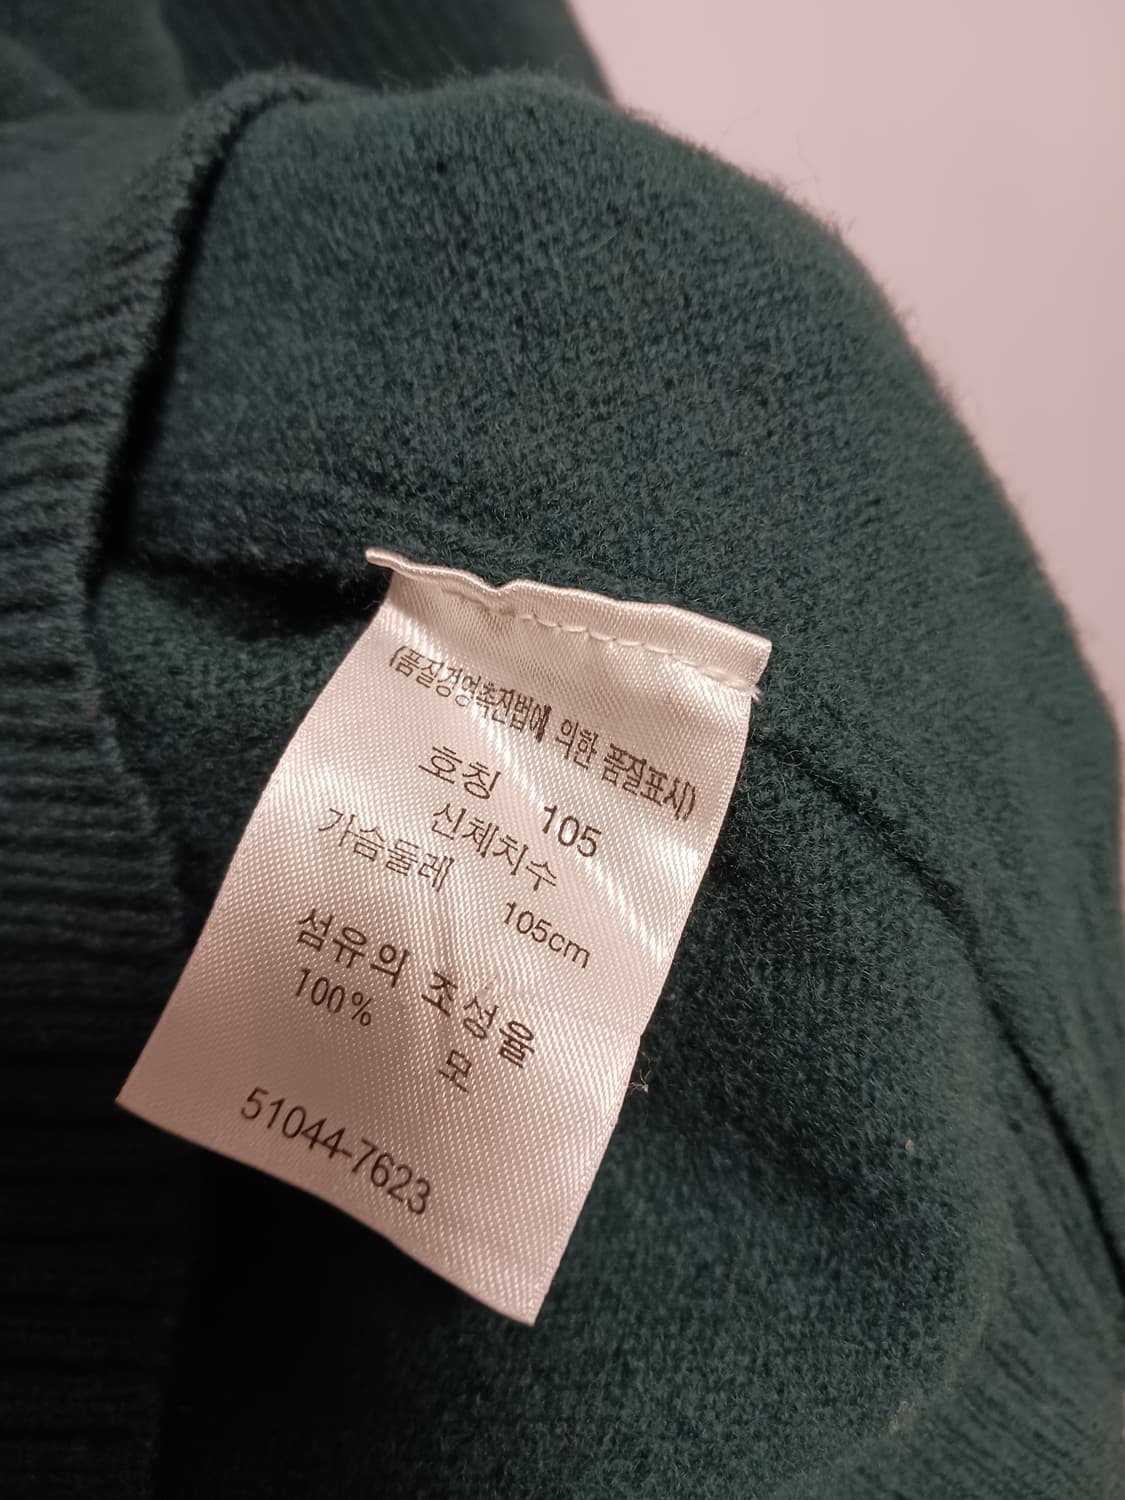 (품질경영촉진법에 의한 품질표시)
호칭 105
신체치수
가슴둘레
105cm
섬유의 조성율
100%
모
51044-7623